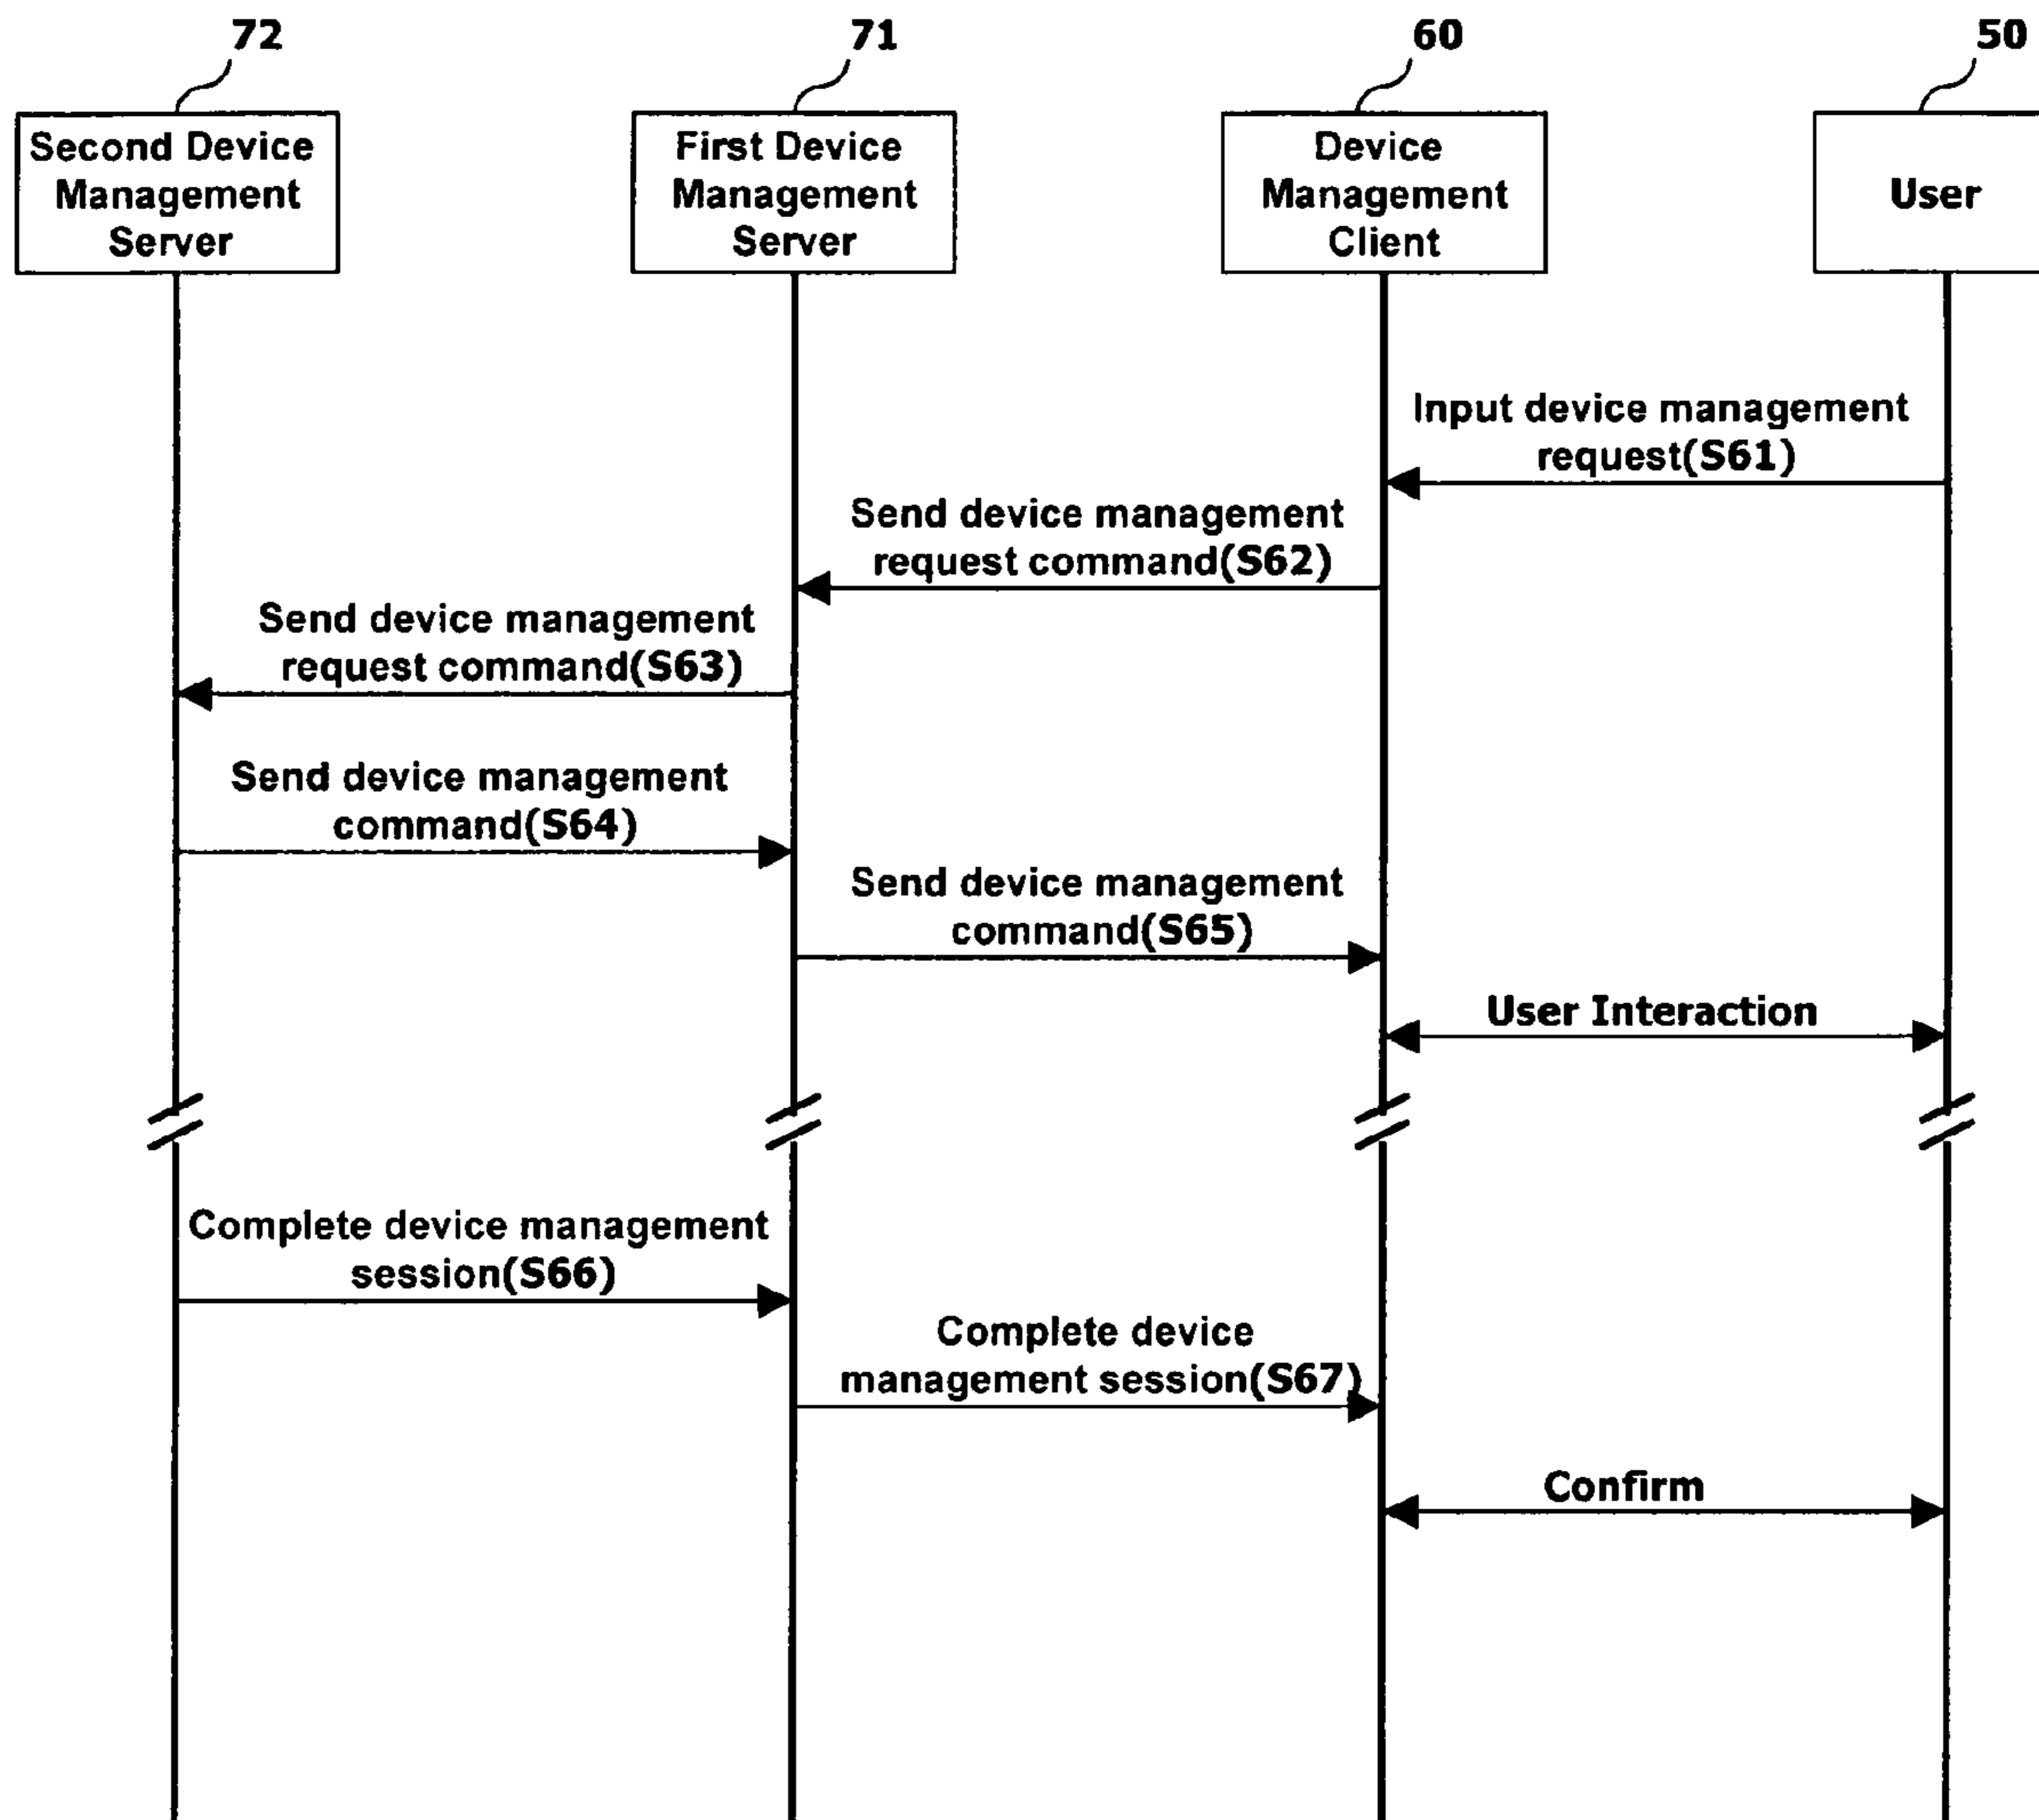 72
71
60
50
Second Device
Management
Server
First Device
Management
Server
Device
Management
Client
User
Input device management
request(S61)
Send device management
request command(S62)
Send device management
request command(S63)
Send device management
command(S64)
Send device management
command(S65)
User Interaction
Complete device management
session(S66)
Complete device
management session(S67)
Confirm